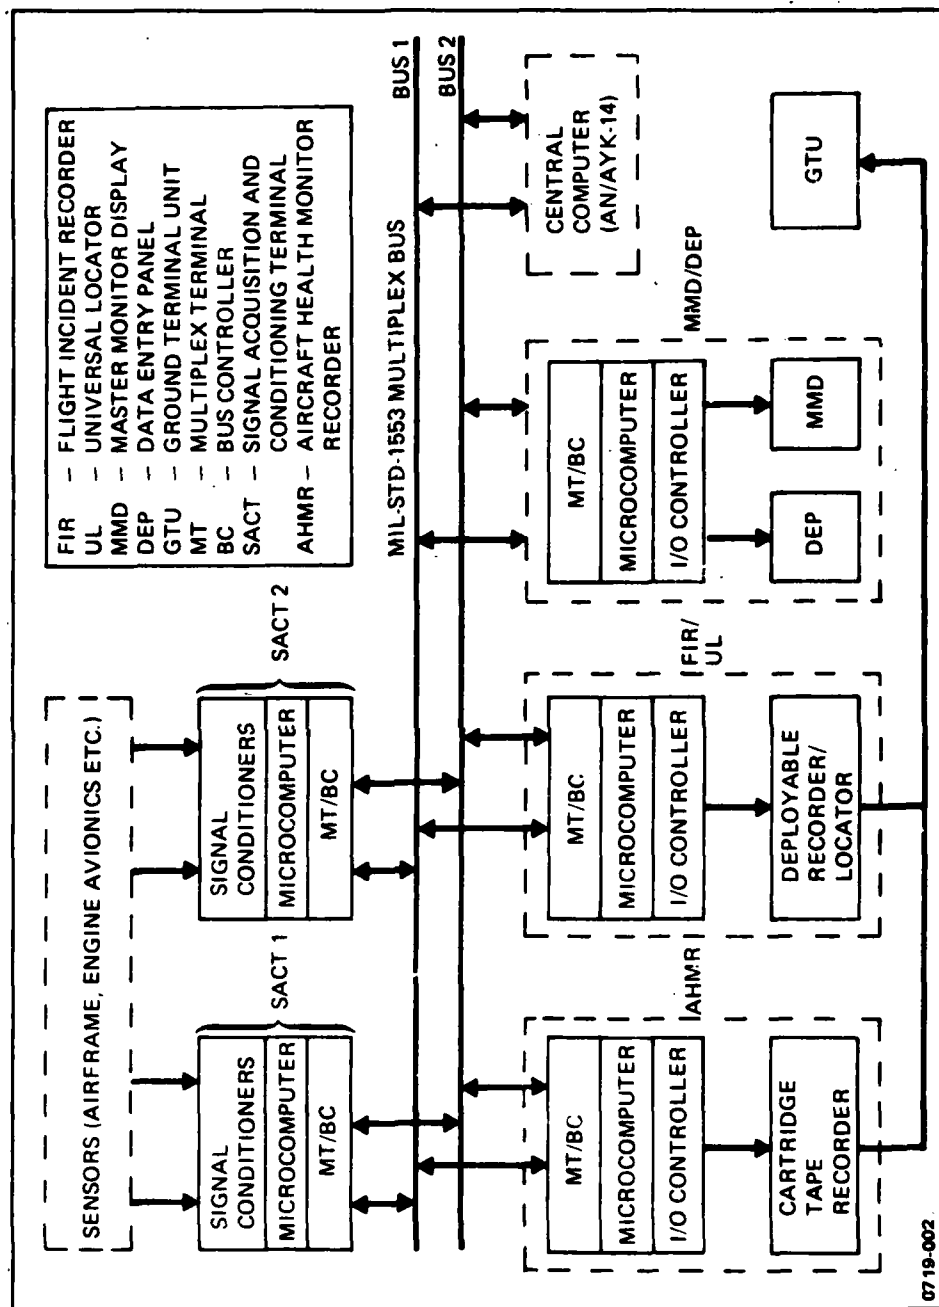 SENSORS (AIRFRAME, ENGINE AVIONICS ETC.)
FIR – FLIGHT INCIDENT RECORDER
UL – UNIVERSAL LOCATOR
MMD – MASTER MONITOR DISPLAY
DEP – DATA ENTRY PANEL
GTU – GROUND TERMINAL UNIT
MT – MULTIPLEX TERMINAL
BC – BUS CONTROLLER
SACT – SIGNAL ACQUISITION AND
CONDITIONING TERMINAL
AHMR – AIRCRAFT HEALTH MONITOR
RECORDER
SIGNAL
CONDITIONERS
MICROCOMPUTER
MT/BC
SACT 1
SIGNAL
CONDITIONERS
MICROCOMPUTER
MT/BC
SACT 2
MIL-STD-1553 MULTIPLEX BUS
BUS 1
BUS 2
AHMR
MT/BC
MICROCOMPUTER
I/O CONTROLLER
CARTRIDGE
TAPE
RECORDER
FIR/
UL
MT/BC
MICROCOMPUTER
I/O CONTROLLER
DEPLOYABLE
RECORDER/
LOCATOR
MMD/DEP
MT/BC
MICROCOMPUTER
I/O CONTROLLER
DEP
MMD
CENTRAL
COMPUTER
(AN/AYK-14)
GTU
0719-002